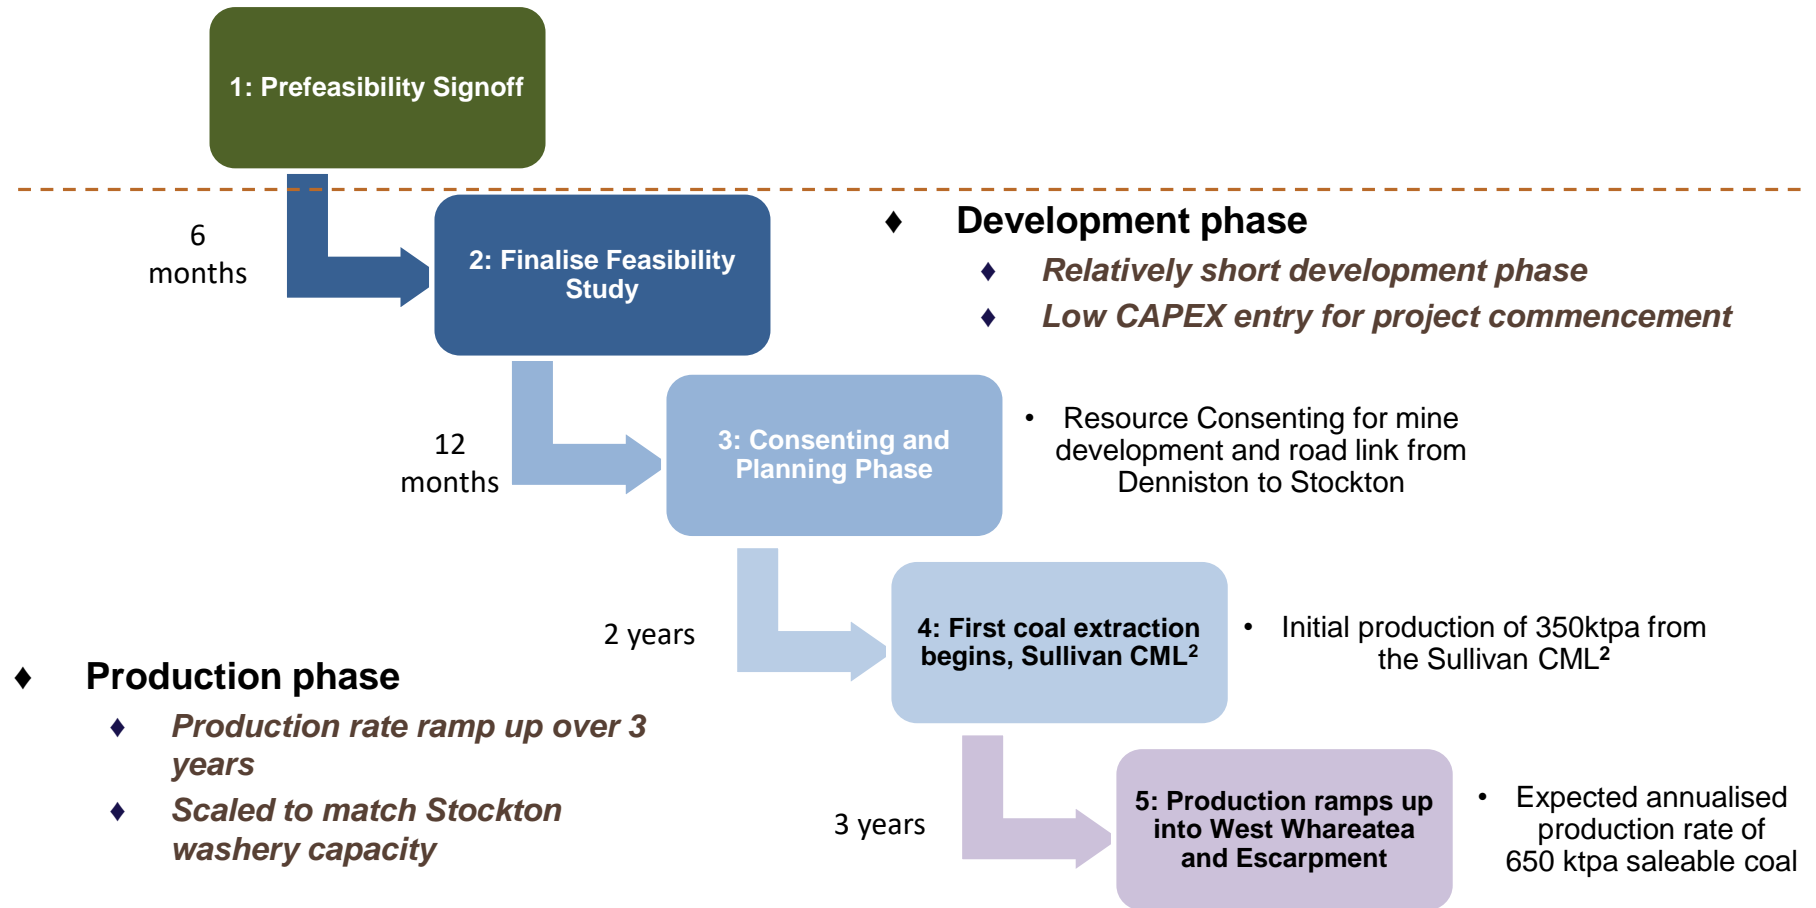 1: Prefeasibility Signoff
6
months
2: Finalise Feasibility
Study
♦ Development phase
♦ Relatively short development phase
♦ Low CAPEX entry for project commencement
12
months
3: Consenting and
Planning Phase
• Resource Consenting for mine
development and road link from
Denniston to Stockton
2 years
4: First coal extraction
begins, Sullivan CML²
• Initial production of 350ktpa from
the Sullivan CML²
♦ Production phase
♦ Production rate ramp up over 3
years
♦ Scaled to match Stockton
washery capacity
3 years
5: Production ramps up
into West Whareatea
and Escarpment
• Expected annualised
production rate of
650 ktpa saleable coal